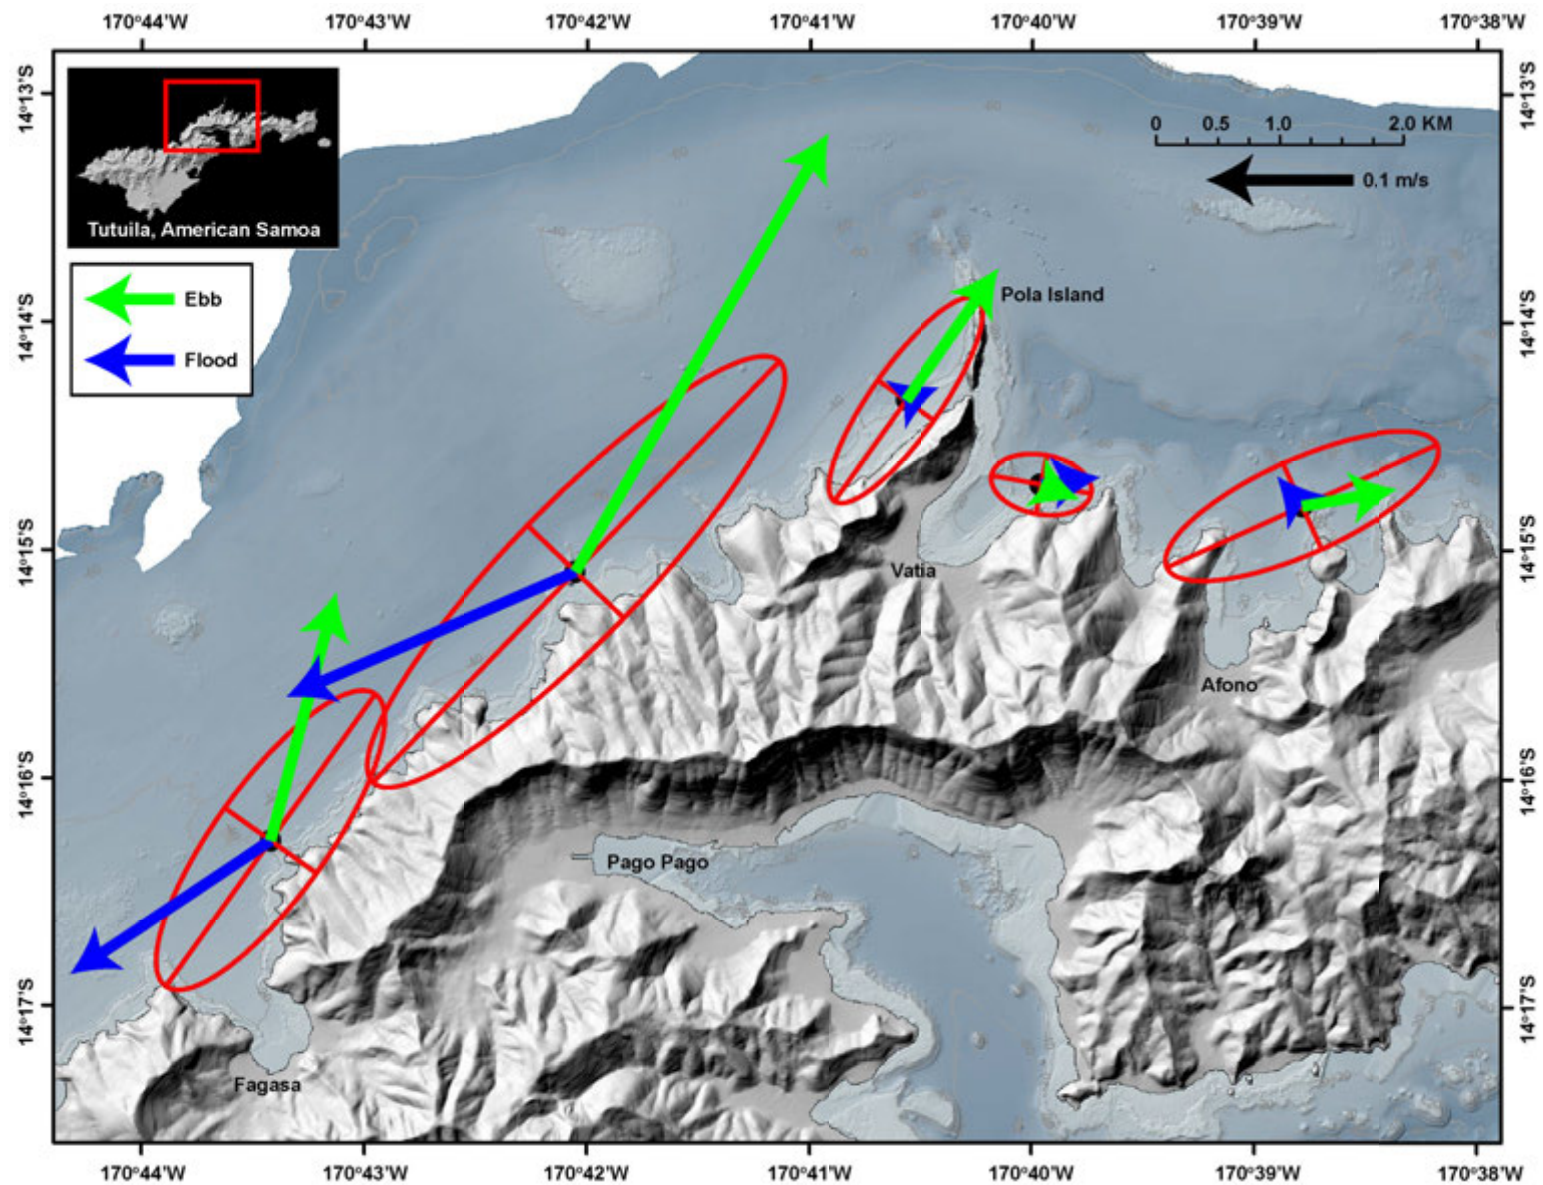 170°44'W 170°43'W 170°42'W 170°41'W 170°40'W 170°39'W 170°38'W
14°13'S 14°13'S
0 0.5 1.0 2.0 KM
0.1 m/s
Tutuila, American Samoa
Ebb
Pola Island
14°14'S 14°14'S
Flood
14°15'S 14°15'S
Vatia
Afono
14°16'S 14°16'S
Pago Pago
14°17'S 14°17'S
Fagasa
170°44'W 170°43'W 170°42'W 170°41'W 170°40'W 170°39'W 170°38'W